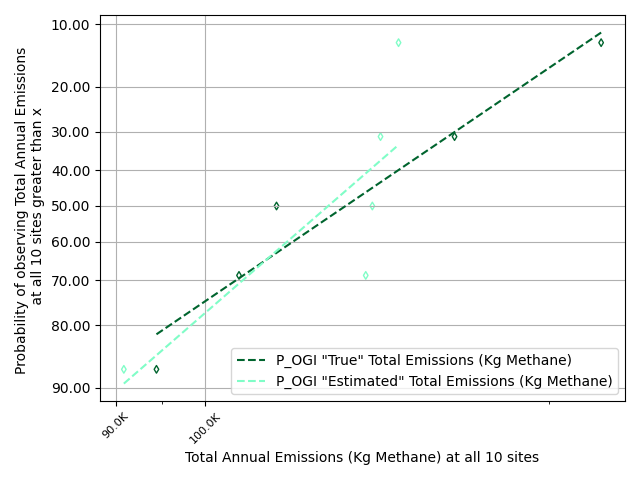 Probability of observing Total Annual Emissions
at all 10 sites greater than x
10.00
20.00
30.00
40.00
50.00
60.00
70.00
80.00
90.00
P_OGI "True" Total Emissions (Kg Methane)
P_OGI "Estimated" Total Emissions (Kg Methane)
90.0K
100.0K
Total Annual Emissions (Kg Methane) at all 10 sites